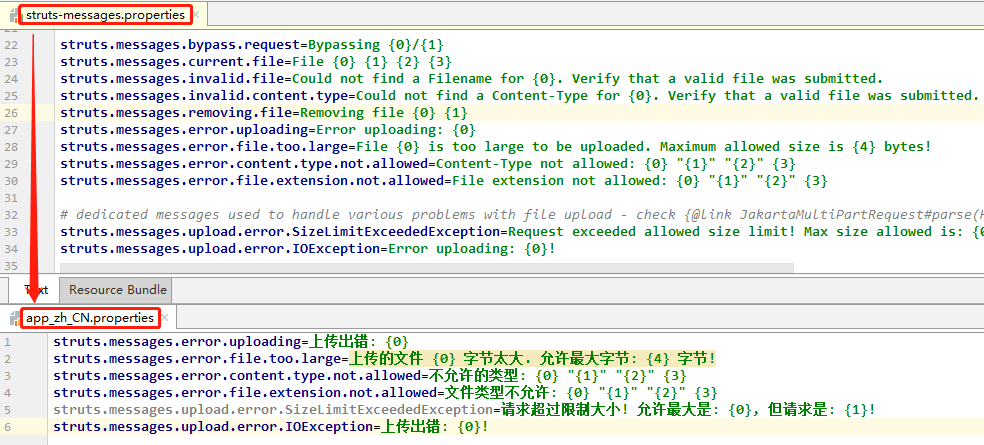 struts-messages.properties
21
22 struts.messages.bypass.request=Bypassing {0}/{1}
23 struts.messages.current.file=File {0} {1} {2} {3}
24 struts.messages.invalid.file=Could not find a Filename for {0}. Verify that a valid file was submitted.
25 struts.messages.invalid.content.type=Could not find a Content-Type for {0}. Verify that a valid file was submitted.
26 struts.messages.removing.file=Removing file {0} {1}
27 struts.messages.error.uploading=Error uploading: {0}
28 struts.messages.error.file.too.large=File {0} is too large to be uploaded. Maximum allowed size is {4} bytes!
29 struts.messages.error.content.type.not.allowed=Content-Type not allowed: {0} "{1}" "{2}" {3}
30 struts.messages.error.file.extension.not.allowed=File extension not allowed: {0} "{1}" "{2}" {3}
31
32 # dedicated messages used to handle various problems with file upload - check {@link JakartaMultiPartRequest#parse(
33 struts.messages.upload.error.SizeLimitExceededException=Request exceeded allowed size limit! Max size allowed is: {0
34 struts.messages.upload.error.IOException=Error uploading: {0}!
35
Text Resource Bundle
app_zh_CN.properties
1 struts.messages.error.uploading=上传出错: {0}
2 struts.messages.error.file.too.large=上传的文件 {0} 字节太大. 允许最大字节: {4} 字节!
3 struts.messages.error.content.type.not.allowed=不允许的类型: {0} "{1}" "{2}" {3}
4 struts.messages.error.file.extension.not.allowed=文件类型不允许: {0} "{1}" "{2}" {3}
5 struts.messages.upload.error.SizeLimitExceededException=请求超过限制大小! 允许最大是: {0}, 但请求是: {1}!
6 struts.messages.upload.error.IOException=上传出错: {0}!